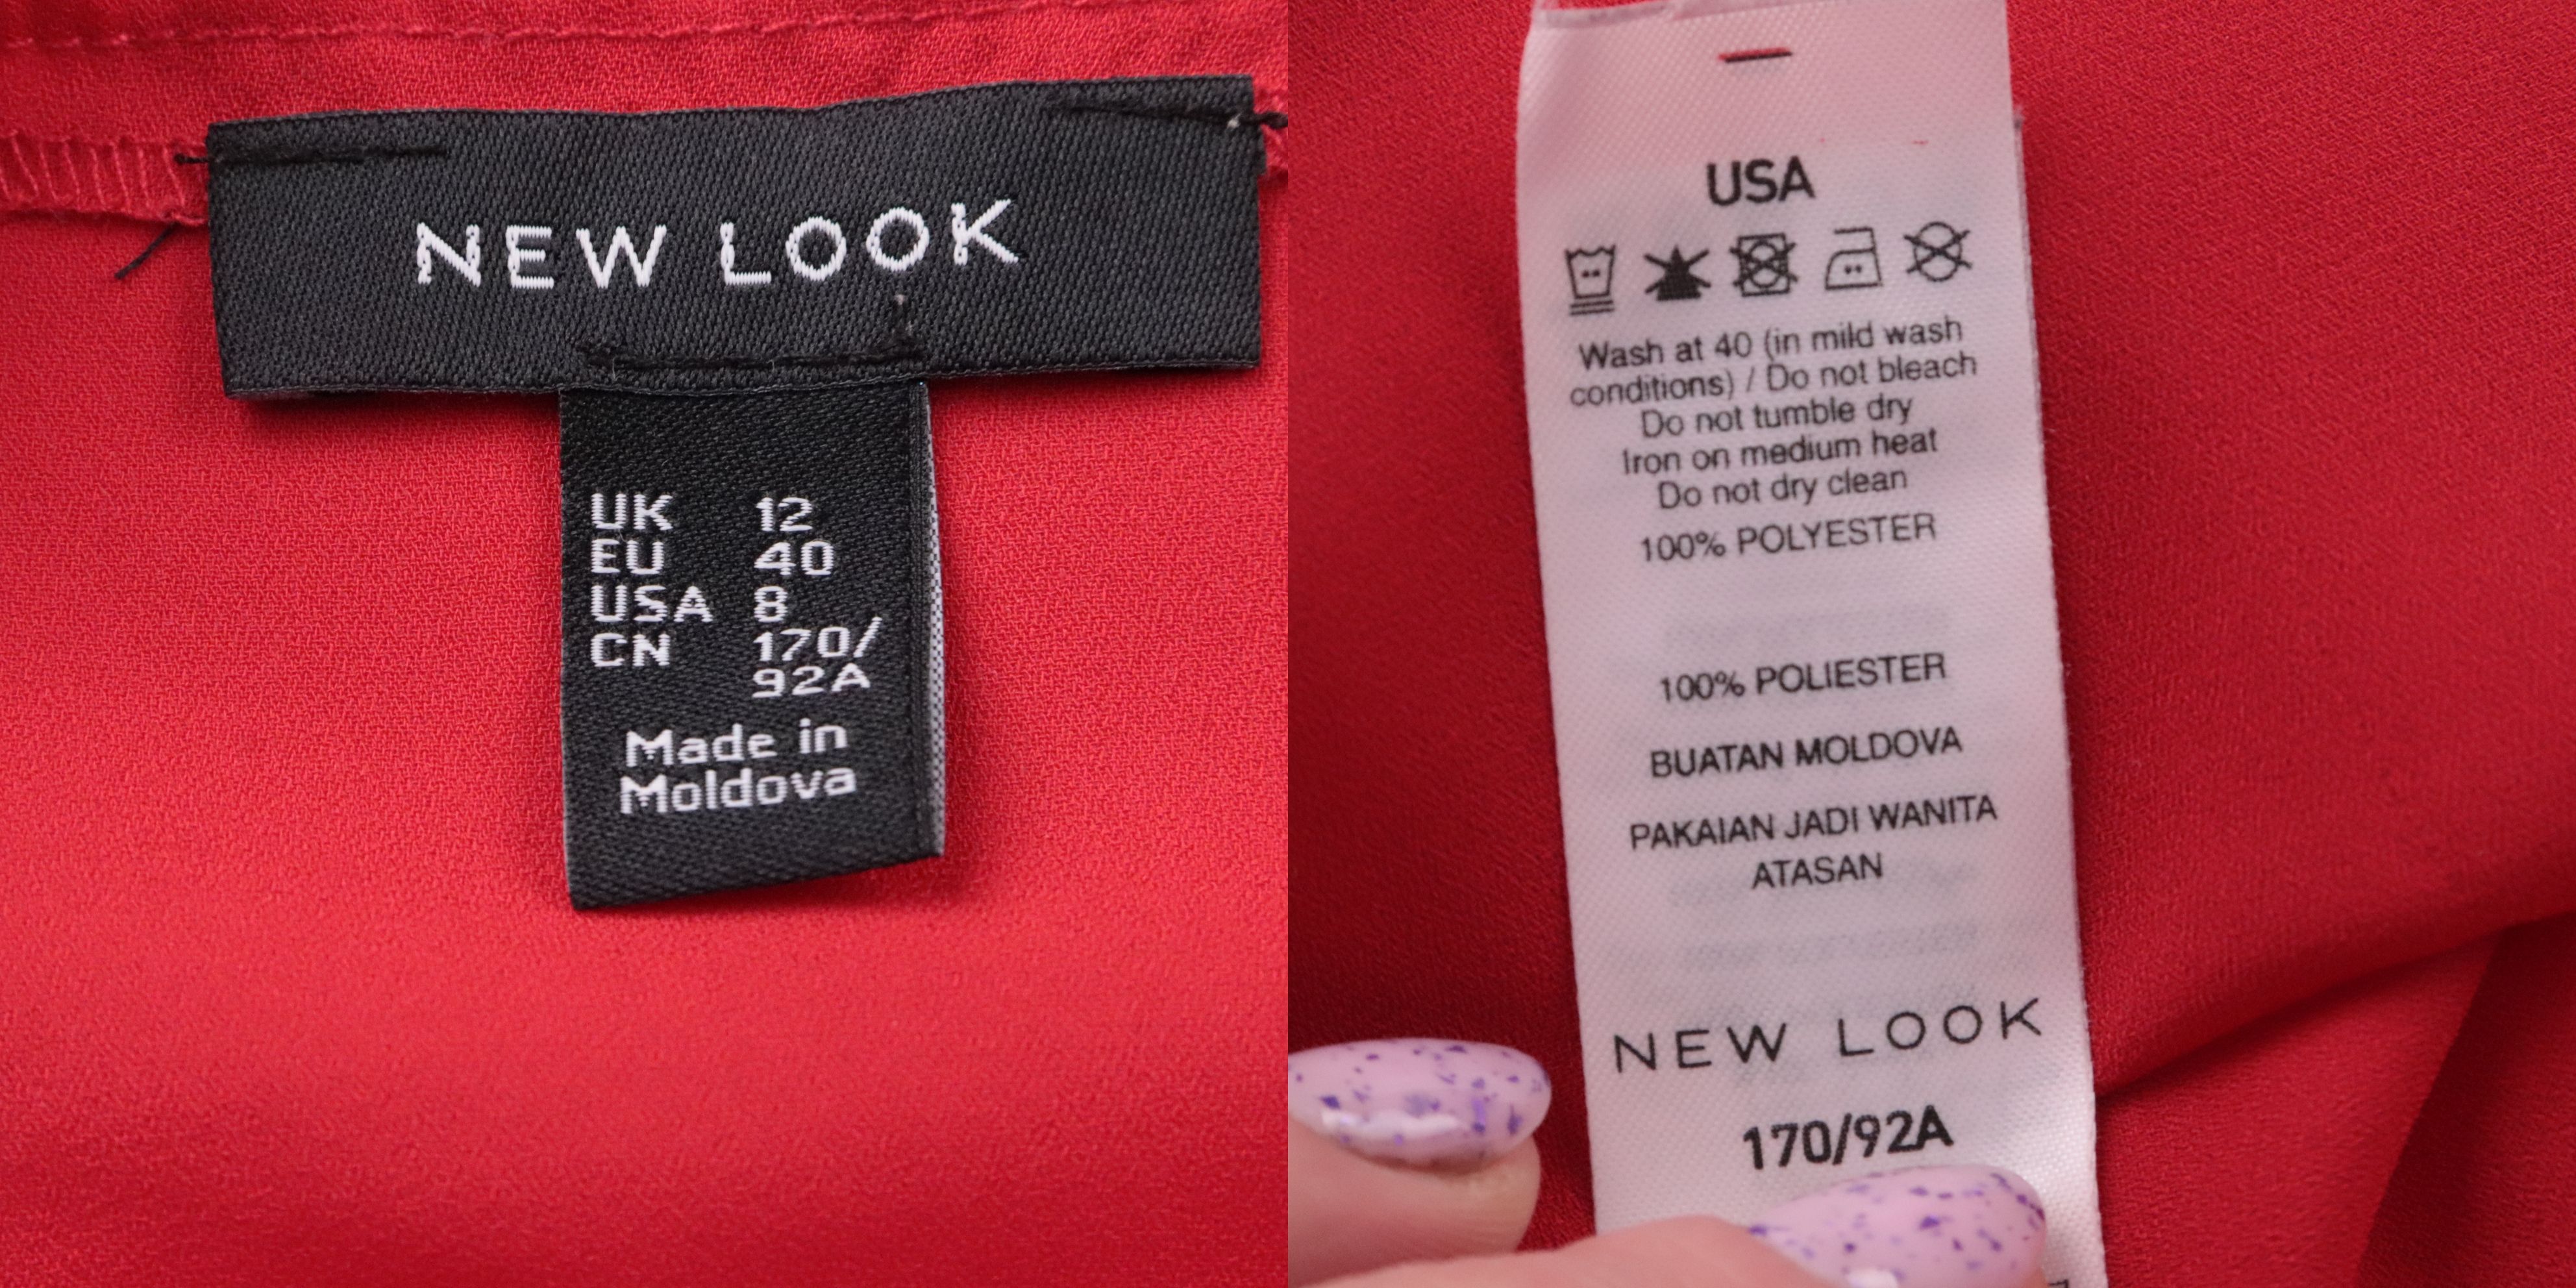 NEW LOOK
UK 12
EU 40
USA 8
CN 170/
92A
Made in
Moldova
USA
Wash at 40 (in mild wash
conditions) / Do not bleach
Do not tumble dry
Iron on medium heat
Do not dry clean
100% POLYESTER
100% POLIESTER
BUATAN MOLDOVA
PAKAIAN JADI WANITA
ATASAN
NEW LOOK
170/92A